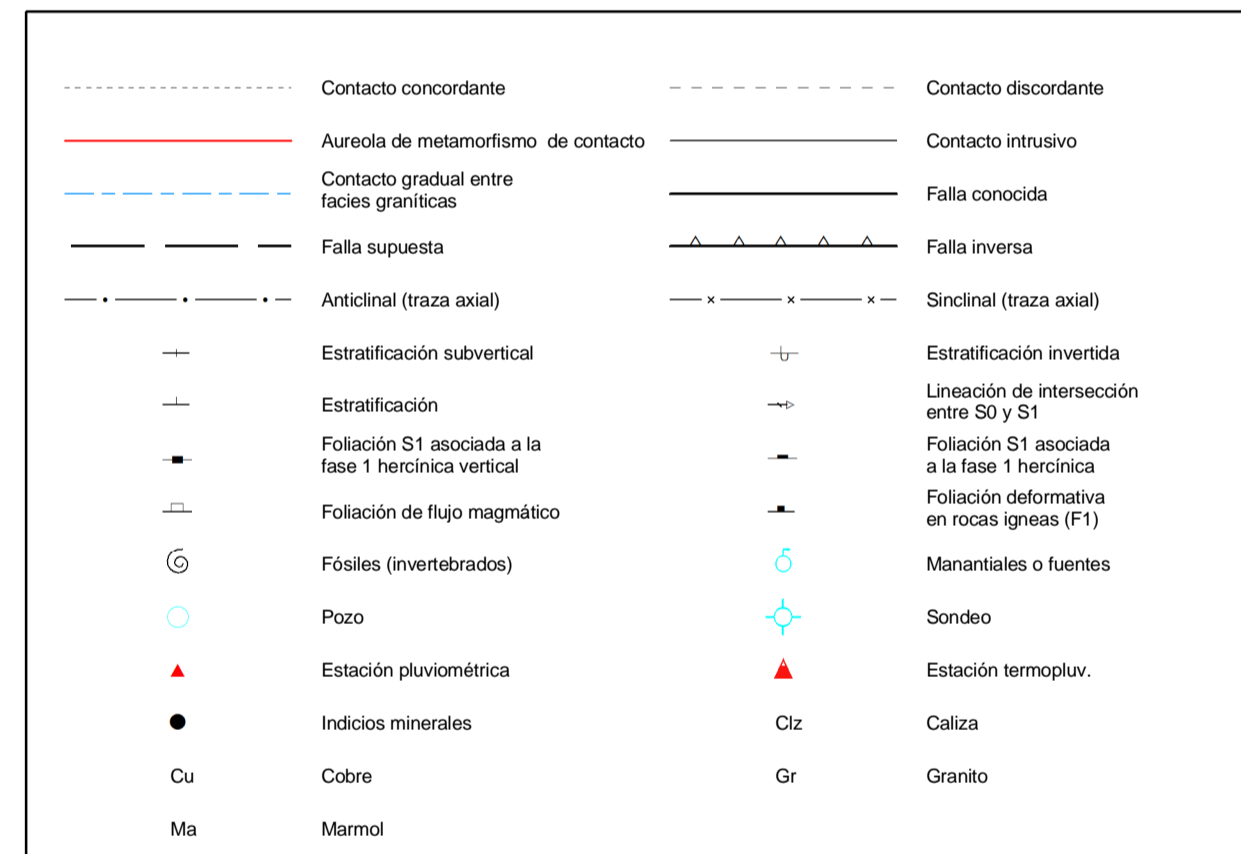 Contacto concordante
Contacto discordante
Aureola de metamorfismo de contacto
Contacto intrusivo
Contacto gradual entre
facies graníticas
Falla conocida
Falla supuesta
Falla inversa
Anticlinal (traza axial)
Sinclinal (traza axial)
Estratificación subvertical
Estratificación invertida
Estratificación
Lineación de intersección
entre S0 y S1
Foliación S1 asociada a la
fase 1 hercínica vertical
Foliación S1 asociada
a la fase 1 hercínica
Foliación de flujo magmático
Foliación deformativa
en rocas igneas (F1)
Fósiles (invertebrados)
Manantiales o fuentes
Pozo
Sondeo
Estación pluviométrica
Estación termopluv.
Indicios minerales
Clz Caliza
Cu Cobre
Gr Granito
Ma Marmol